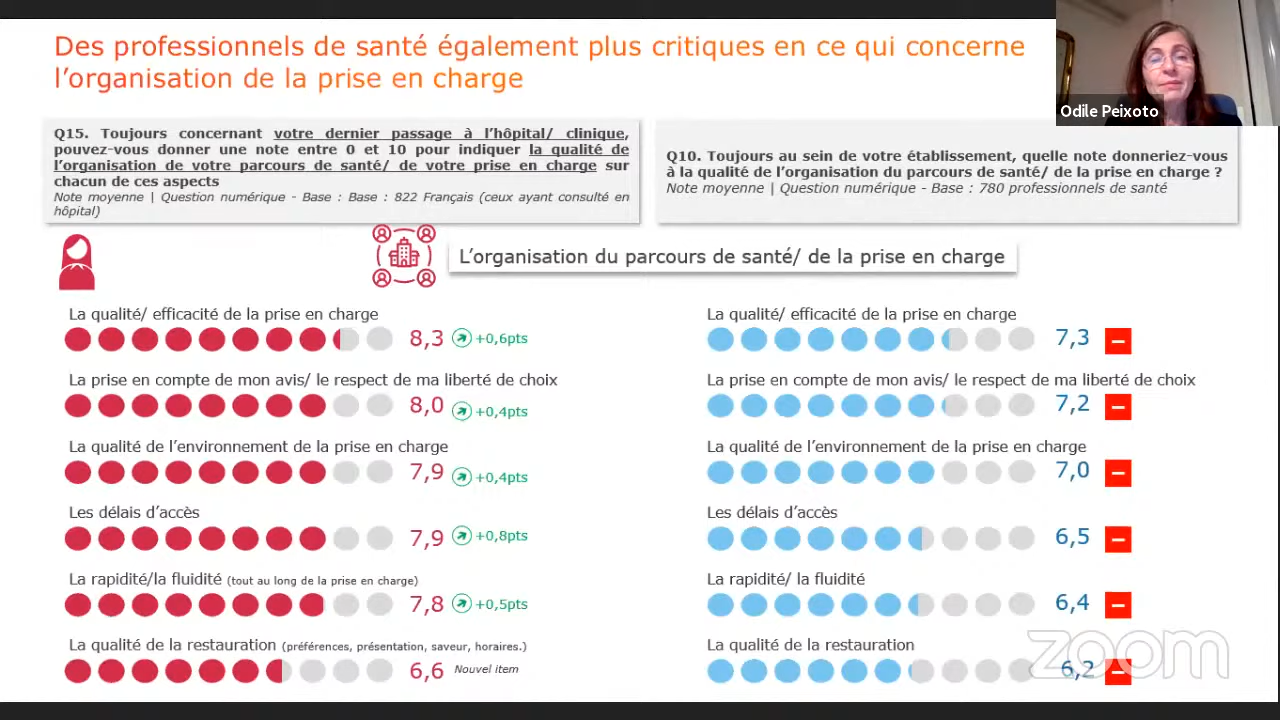 Des professionnels de santé également plus critiques en ce qui concerne
l’organisation de la prise en charge
Odile Peixoto
Q15. Toujours concernant votre dernier passage à l’hôpital/ clinique,
pouvez-vous donner une note entre 0 et 10 pour indiquer la qualité de
l’organisation de votre parcours de santé/ de votre prise en charge sur
chacun de ces aspects
Note moyenne | Question numérique - Base : Base : 822 Français (ceux ayant consulté en
hôpital)
Q10. Toujours au sein de votre établissement, quelle note donneriez-vous
à la qualité de l’organisation du parcours de santé/ de la prise en charge ?
Note moyenne | Question numérique - Base : 780 professionnels de santé
L’organisation du parcours de santé/ de la prise en charge
La qualité/ efficacité de la prise en charge
8,3 +0,6pts
La prise en compte de mon avis/ le respect de ma liberté de choix
8,0 +0,4pts
La qualité de l’environnement de la prise en charge
7,9 +0,4pts
Les délais d’accès
7,9 +0,8pts
La rapidité/la fluidité (tout au long de la prise en charge)
7,8 +0,5pts
La qualité de la restauration (préférences, présentation, saveur, horaires.)
6,6 Nouvel item
La qualité/ efficacité de la prise en charge
7,3
La prise en compte de mon avis/ le respect de ma liberté de choix
7,2
La qualité de l’environnement de la prise en charge
7,0
Les délais d’accès
6,5
La rapidité/ la fluidité
6,4
La qualité de la restauration
6,2
zoom